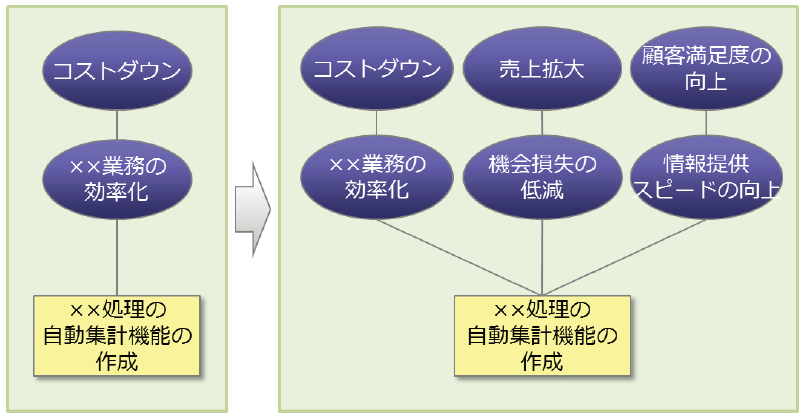 コストダウン
××業務の
効率化
××処理の
自動集計機能の
作成
コストダウン
××業務の
効率化
売上拡大
機会損失の
低減
顧客満足度の
向上
情報提供
スピードの向上
××処理の
自動集計機能の
作成